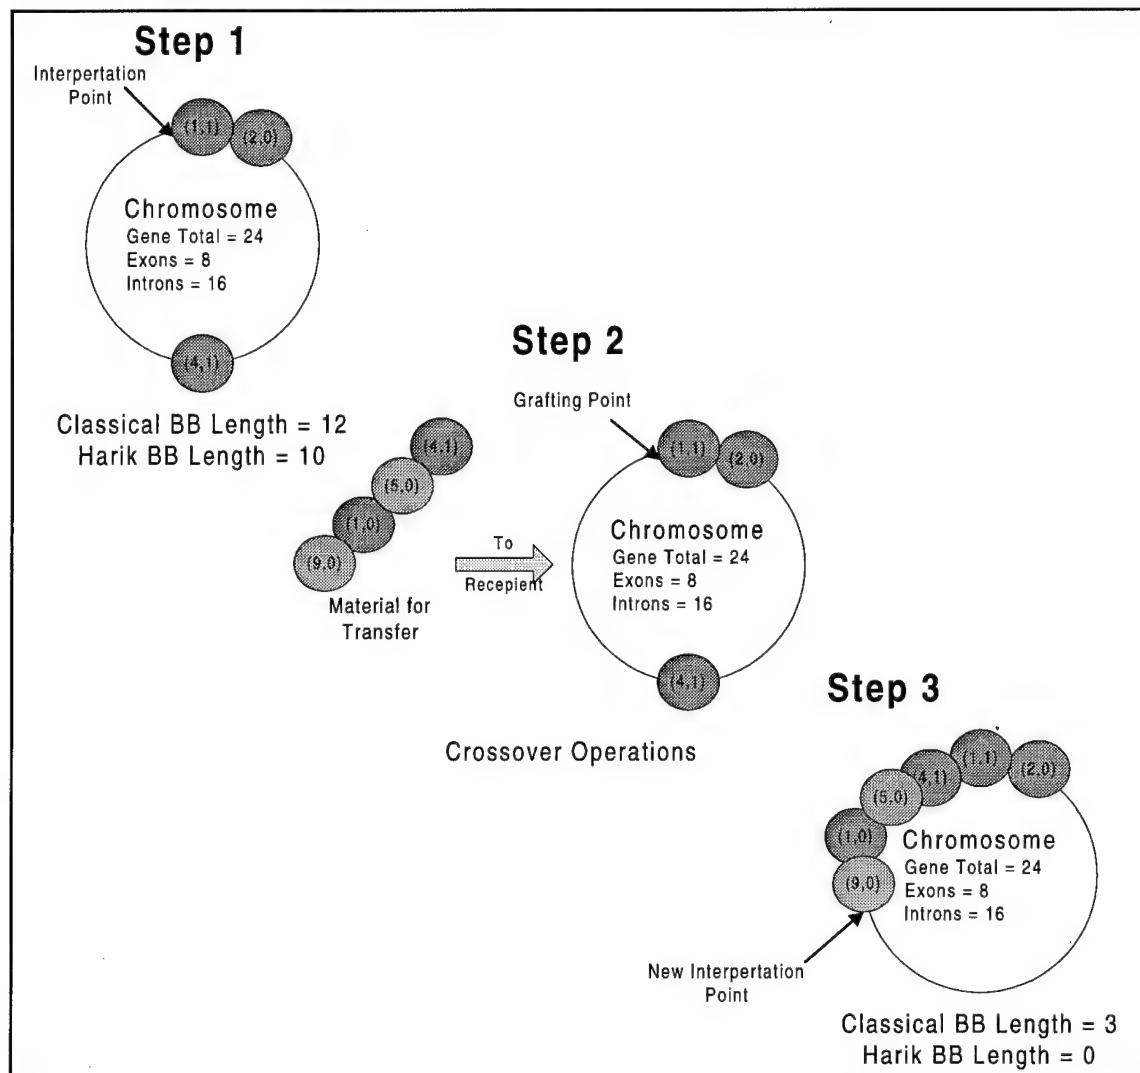 Step 1
Interpertation
Point
(1,1)
(2,0)
Chromosome
Gene Total = 24
Exons = 8
Introns = 16
(4,1)
Classical BB Length = 12
Harik BB Length = 10
Step 2
Grafting Point
(4,1)
(5,0)
(1,0)
(9,0)
Material for
Transfer
To
Recepient
(1,1)
(2,0)
Chromosome
Gene Total = 24
Exons = 8
Introns = 16
(4,1)
Crossover Operations
Step 3
(1,1)
(2,0)
(4,1)
(5,0)
(1,0)
(9,0)
Chromosome
Gene Total = 24
Exons = 8
Introns = 16
New Interpertation
Point
Classical BB Length = 3
Harik BB Length = 0